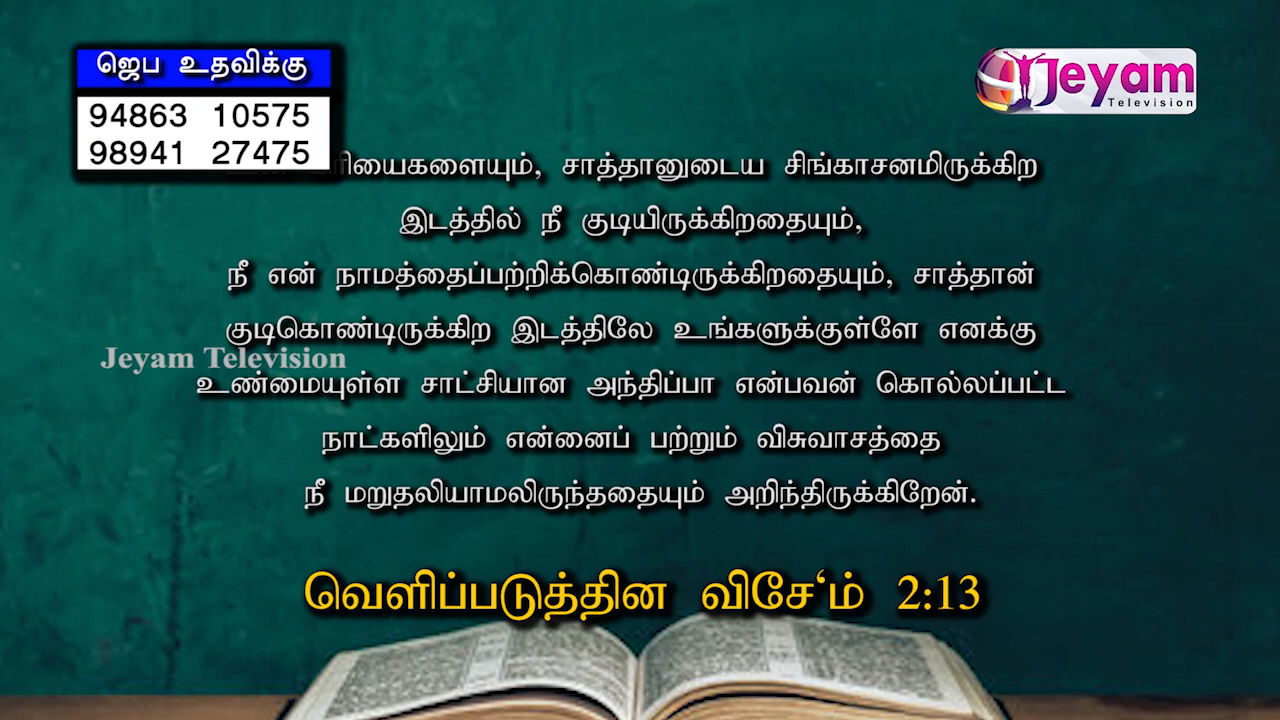 ஜெப உதவிக்கு
94863 10575
98941 27475
Jeyam
Television
சாத்தானுடைய சிங்காசனமிருக்கிற
இடத்தில் நீ குடியிருக்கிறதையும்,
நீ என் நாமத்தைப்பற்றிக்கொண்டிருக்கிறதையும், சாத்தான்
குடிகொண்டிருக்கிற இடத்திலே உங்களுக்குள்ளே எனக்கு
Jeyam Television
உண்மையுள்ள சாட்சியான அந்திப்பா என்பவன் கொல்லப்பட்ட
நாட்களிலும் என்னைப் பற்றும் விசுவாசத்தை
நீ மறுதலியாமலிருந்ததையும் அறிந்திருக்கிறேன்.
வெளிப்படுத்தின விசே‘ம் 2:13